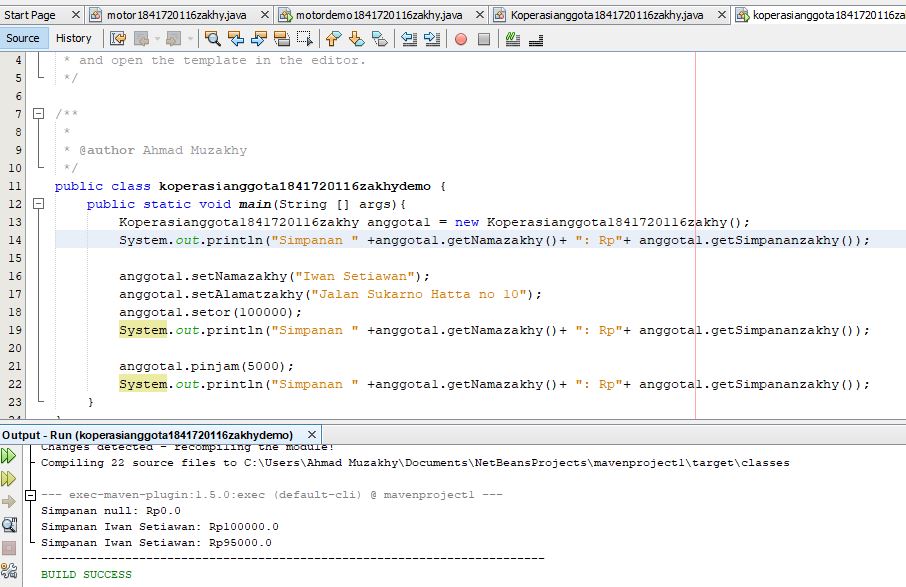 Start Page motor1841720116zakhy.java motordemo1841720116zakhy.java Koperasianggota1841720116zakhy.java koperasianggota1841720116za
Source History
4 * and open the template in the editor.
5 */
6
7 /**
8 *
9 * @author Ahmad Muzakhy
10 */
11 public class koperasianggota1841720116zakhydemo {
12 public static void main(String [] args){
13 Koperasianggota1841720116zakhy anggota1 = new Koperasianggota1841720116zakhy();
14 System.out.println("Simpanan " +anggota1.getNamazakhy()+ ": Rp"+ anggota1.getSimpananzakhy());
15
16 anggota1.setNamazakhy("Iwan Setiawan");
17 anggota1.setAlamatzakhy("Jalan Sukarno Hatta no 10");
18 anggota1.setor(100000);
19 System.out.println("Simpanan " +anggota1.getNamazakhy()+ ": Rp"+ anggota1.getSimpananzakhy());
20
21 anggota1.pinjam(5000);
22 System.out.println("Simpanan " +anggota1.getNamazakhy()+ ": Rp"+ anggota1.getSimpananzakhy());
23 }
24 }
Output - Run (koperasianggota1841720116zakhydemo)
Changes detected - recompiling the module!
Compiling 22 source files to C:\Users\Ahmad Muzakhy\Documents\NetBeansProjects\mavenproject1\target\classes
--- exec-maven-plugin:1.5.0:exec (default-cli) @ mavenproject1 ---
Simpanan null: Rp0.0
Simpanan Iwan Setiawan: Rp100000.0
Simpanan Iwan Setiawan: Rp95000.0
------------------------------------------------------------------------
BUILD SUCCESS